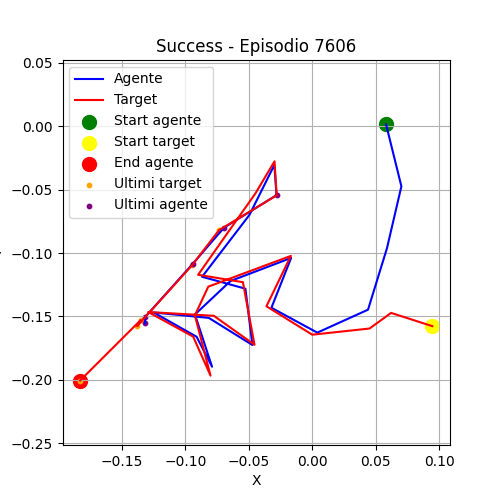 Success - Episodio 7606
Agente
Target
Start agente
Start target
End agente
Ultimi target
Ultimi agente
0.05
0.00
−0.05
−0.10
−0.15
−0.20
−0.25
−0.15
−0.10
−0.05
0.00
0.05
0.10
X